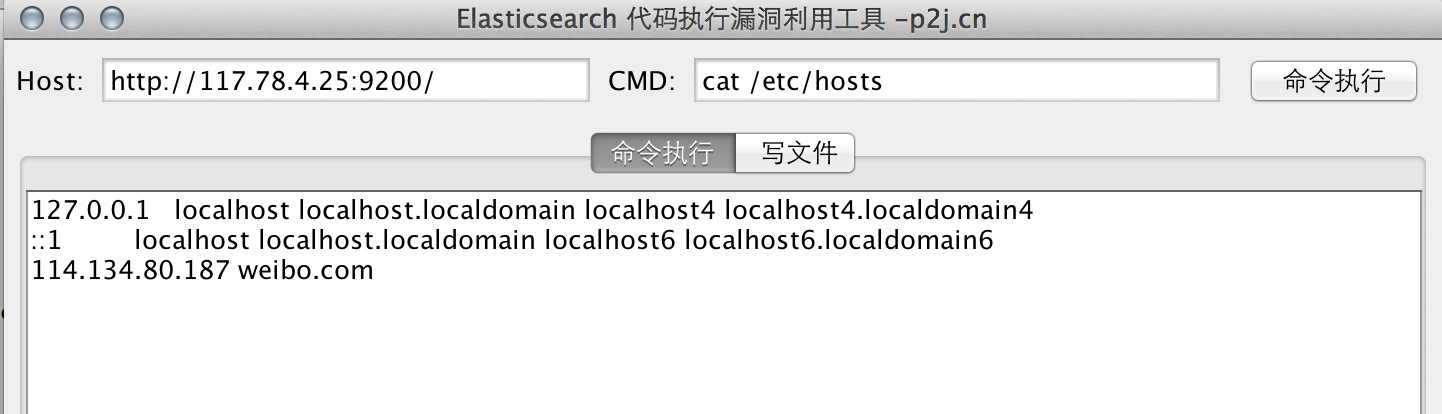 Elasticsearch 代码执行漏洞利用工具 -p2j.cn
Host: http://117.78.4.25:9200/ CMD: cat /etc/hosts 命令执行
命令执行 写文件
127.0.0.1 localhost localhost.localdomain localhost4 localhost4.localdomain4
::1 localhost localhost.localdomain localhost6 localhost6.localdomain6
114.134.80.187 weibo.com